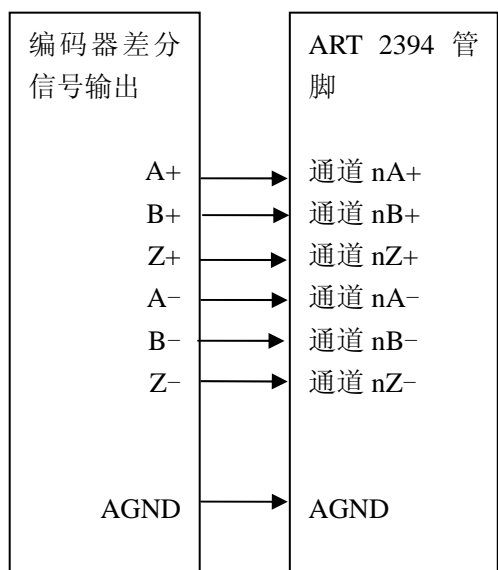 编码器差分
信号输出
ART 2394 管
脚
A+ 通道 nA+
B+ 通道 nB+
Z+ 通道 nZ+
A− 通道 nA−
B− 通道 nB−
Z− 通道 nZ−
AGND AGND